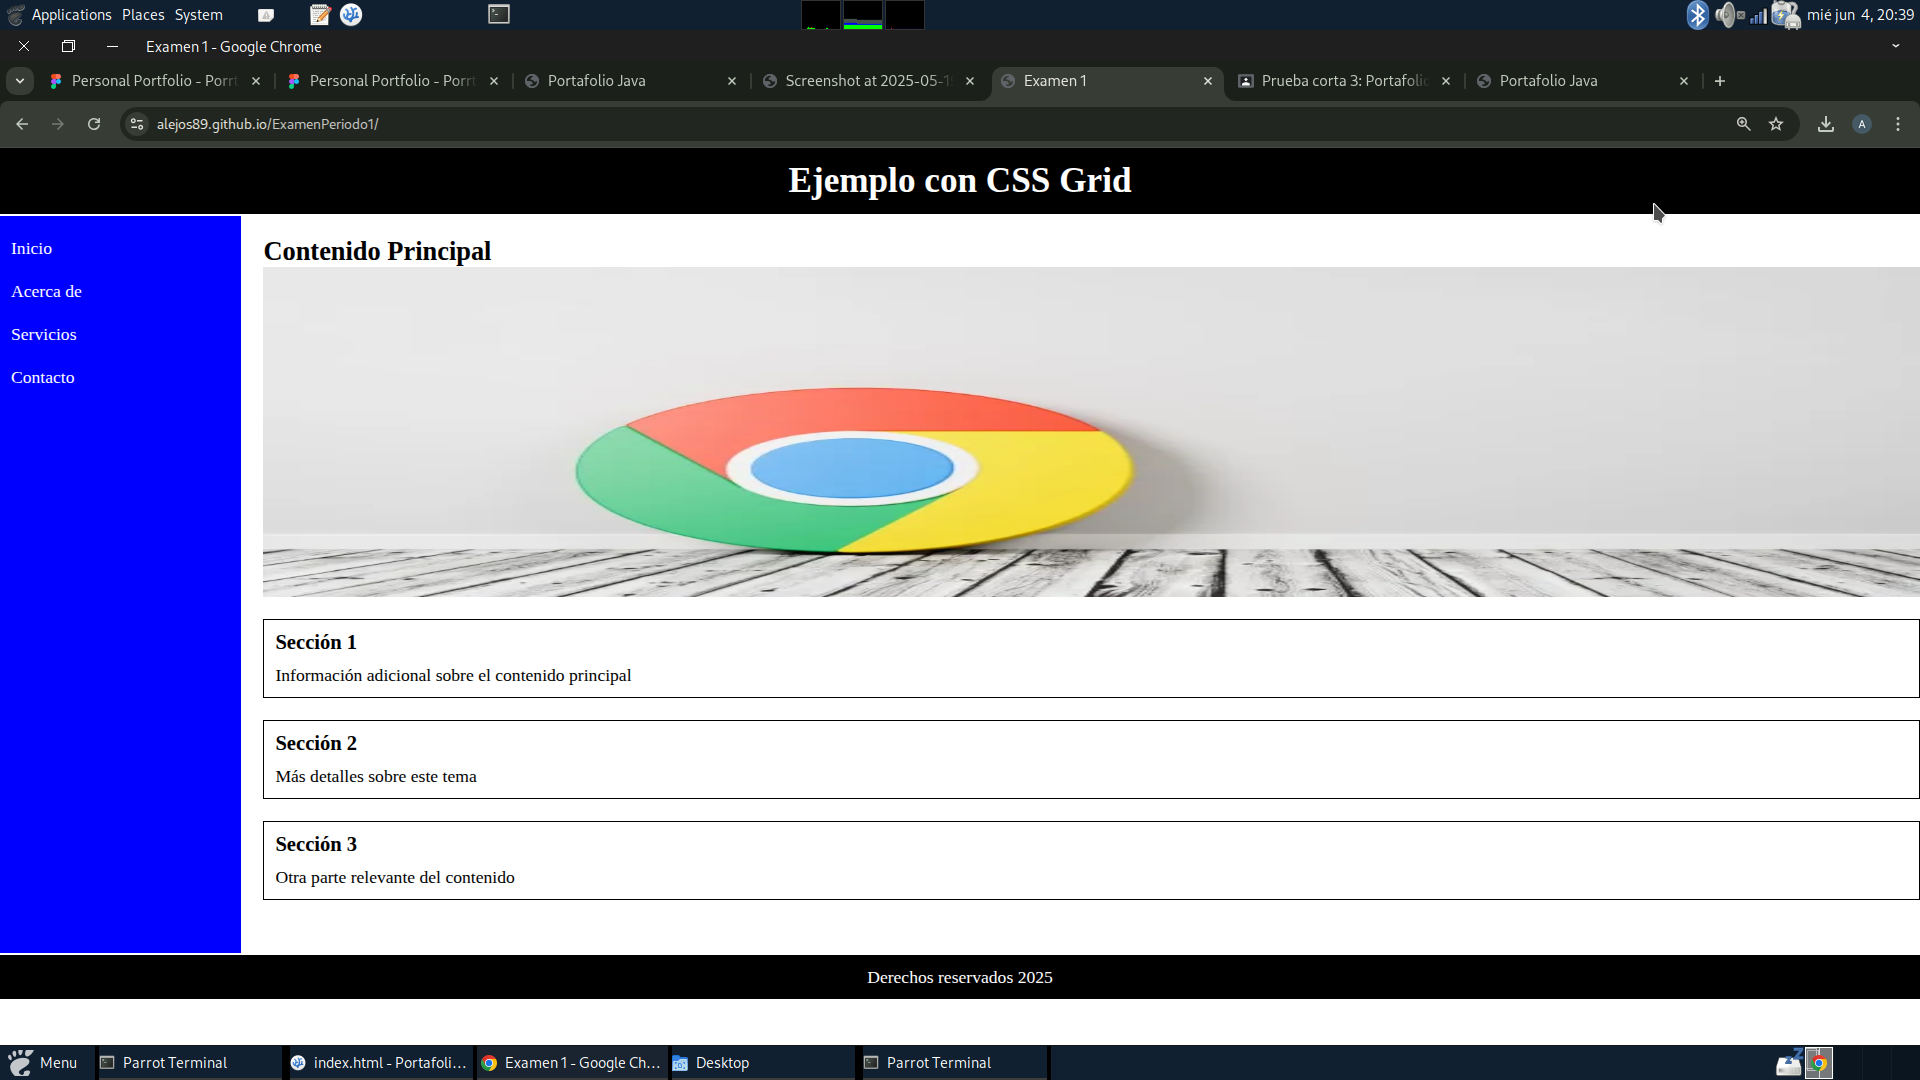 Applications Places System
mié jun 4, 20:39
Examen 1 - Google Chrome
Personal Portfolio - Porrt
Personal Portfolio - Porrt
Portafolio Java
Screenshot at 2025-05-1
Examen 1
Prueba corta 3: Portafolio
Portafolio Java
alejos89.github.io/ExamenPeriodo1/
A
Ejemplo con CSS Grid
Inicio
Acerca de
Servicios
Contacto
Contenido Principal
Sección 1
Información adicional sobre el contenido principal
Sección 2
Más detalles sobre este tema
Sección 3
Otra parte relevante del contenido
Derechos reservados 2025
Menu
Parrot Terminal
index.html - Portafoli...
Examen 1 - Google Ch...
Desktop
Parrot Terminal